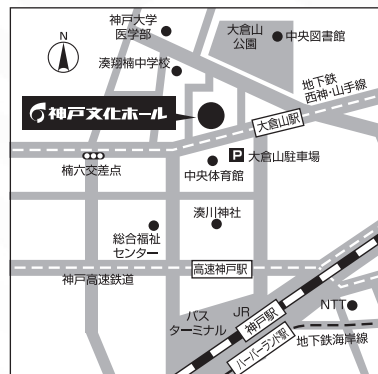 神戸大学
医学部
大倉山
公園
中央図書館
N
湊翔楠中学校
地下鉄
西神・山手線
神戸文化ホール
大倉山駅
P 大倉山駐車場
楠六交差点
中央体育館
湊川神社
総合福祉
センター
高速神戸駅
神戸高速鉄道
バス
ターミナル
JR
神戸駅
NTT
ハーバーランド駅
地下鉄海岸線